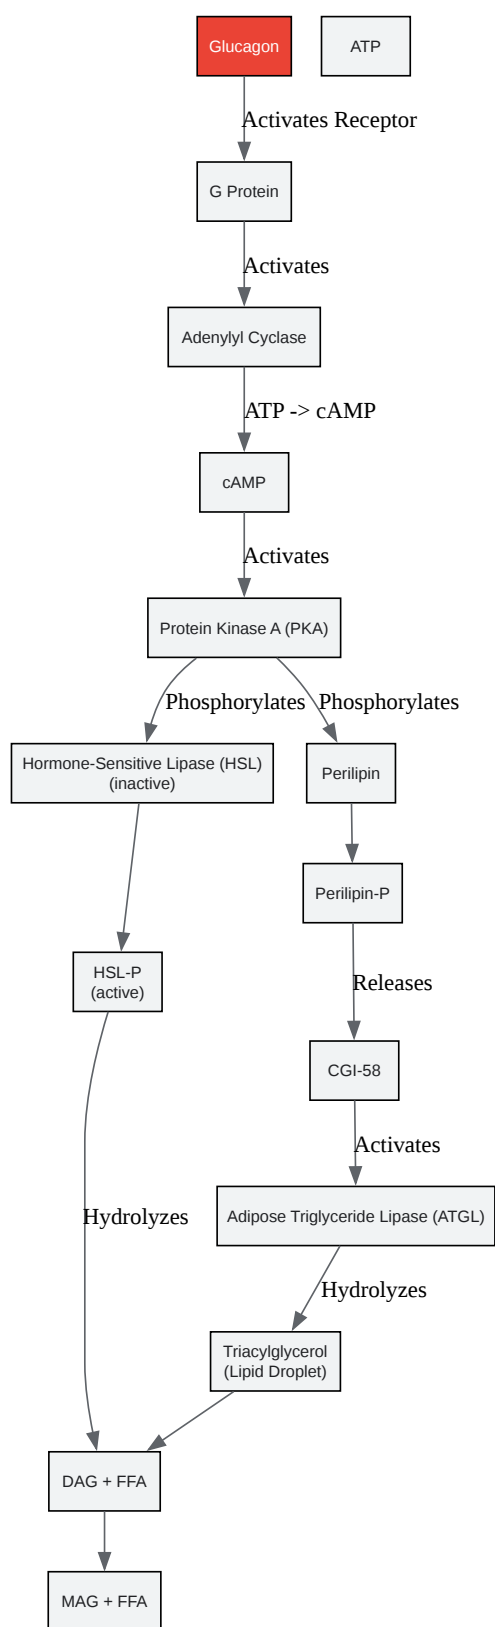 Glucagon
ATP
Activates Receptor
G Protein
Activates
Adenylyl Cyclase
ATP -> cAMP
cAMP
Activates
Protein Kinase A (PKA)
Phosphorylates
Phosphorylates
Hormone-Sensitive Lipase (HSL)
(inactive)
Perilipin
Perilipin-P
HSL-P
(active)
Releases
CGI-58
Activates
Hydrolyzes
Adipose Triglyceride Lipase (ATGL)
Hydrolyzes
Triacylglycerol
(Lipid Droplet)
DAG + FFA
MAG + FFA